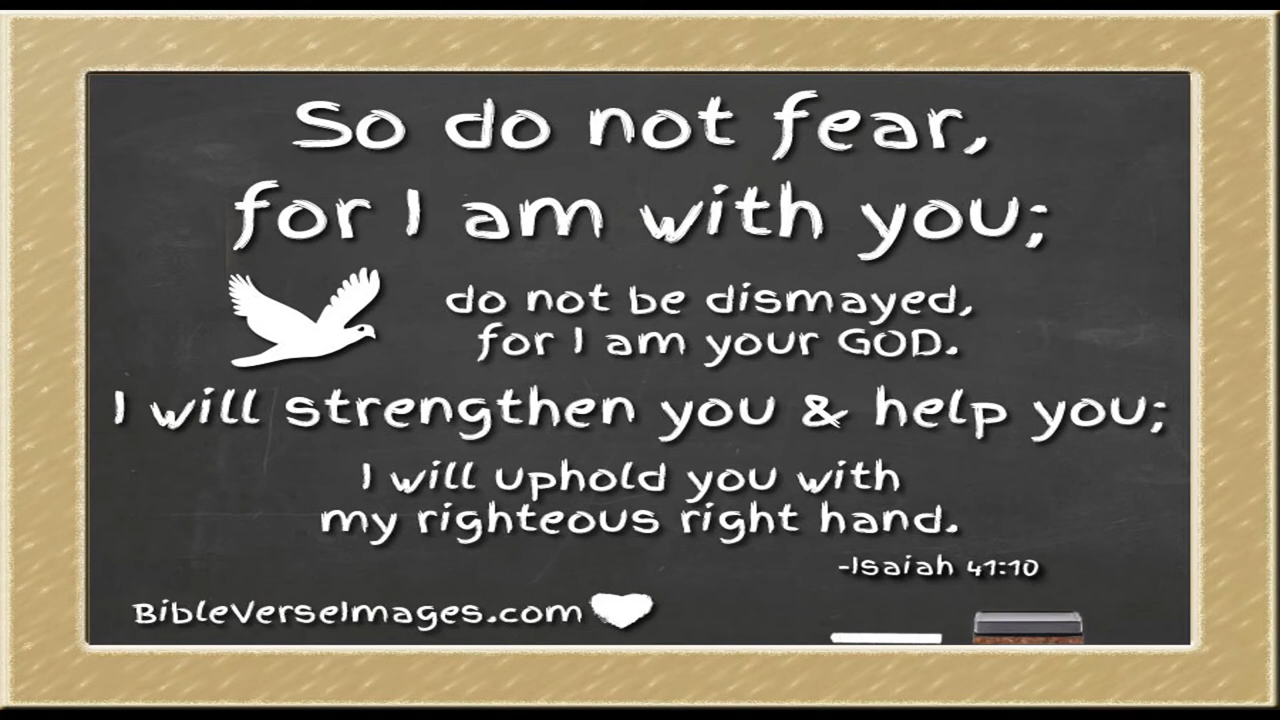 So do not fear,
for I am with you;
do not be dismayed,
for I am your GOD.
I will strengthen you & help you;
I will uphold you with
my righteous right hand.
-Isaiah 41:10
BibleVerseImages.com